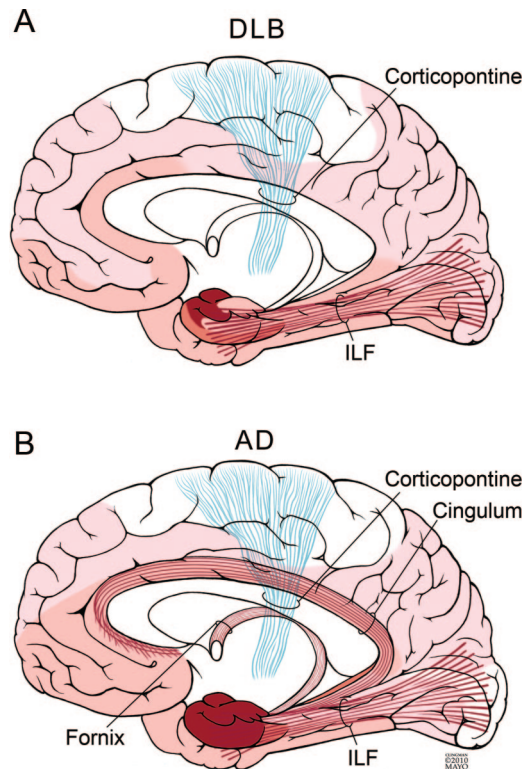 A
DLB
Corticopontine
ILF
B
AD
Corticopontine
Cingulum
Fornix
ILF
©2010
MAYO